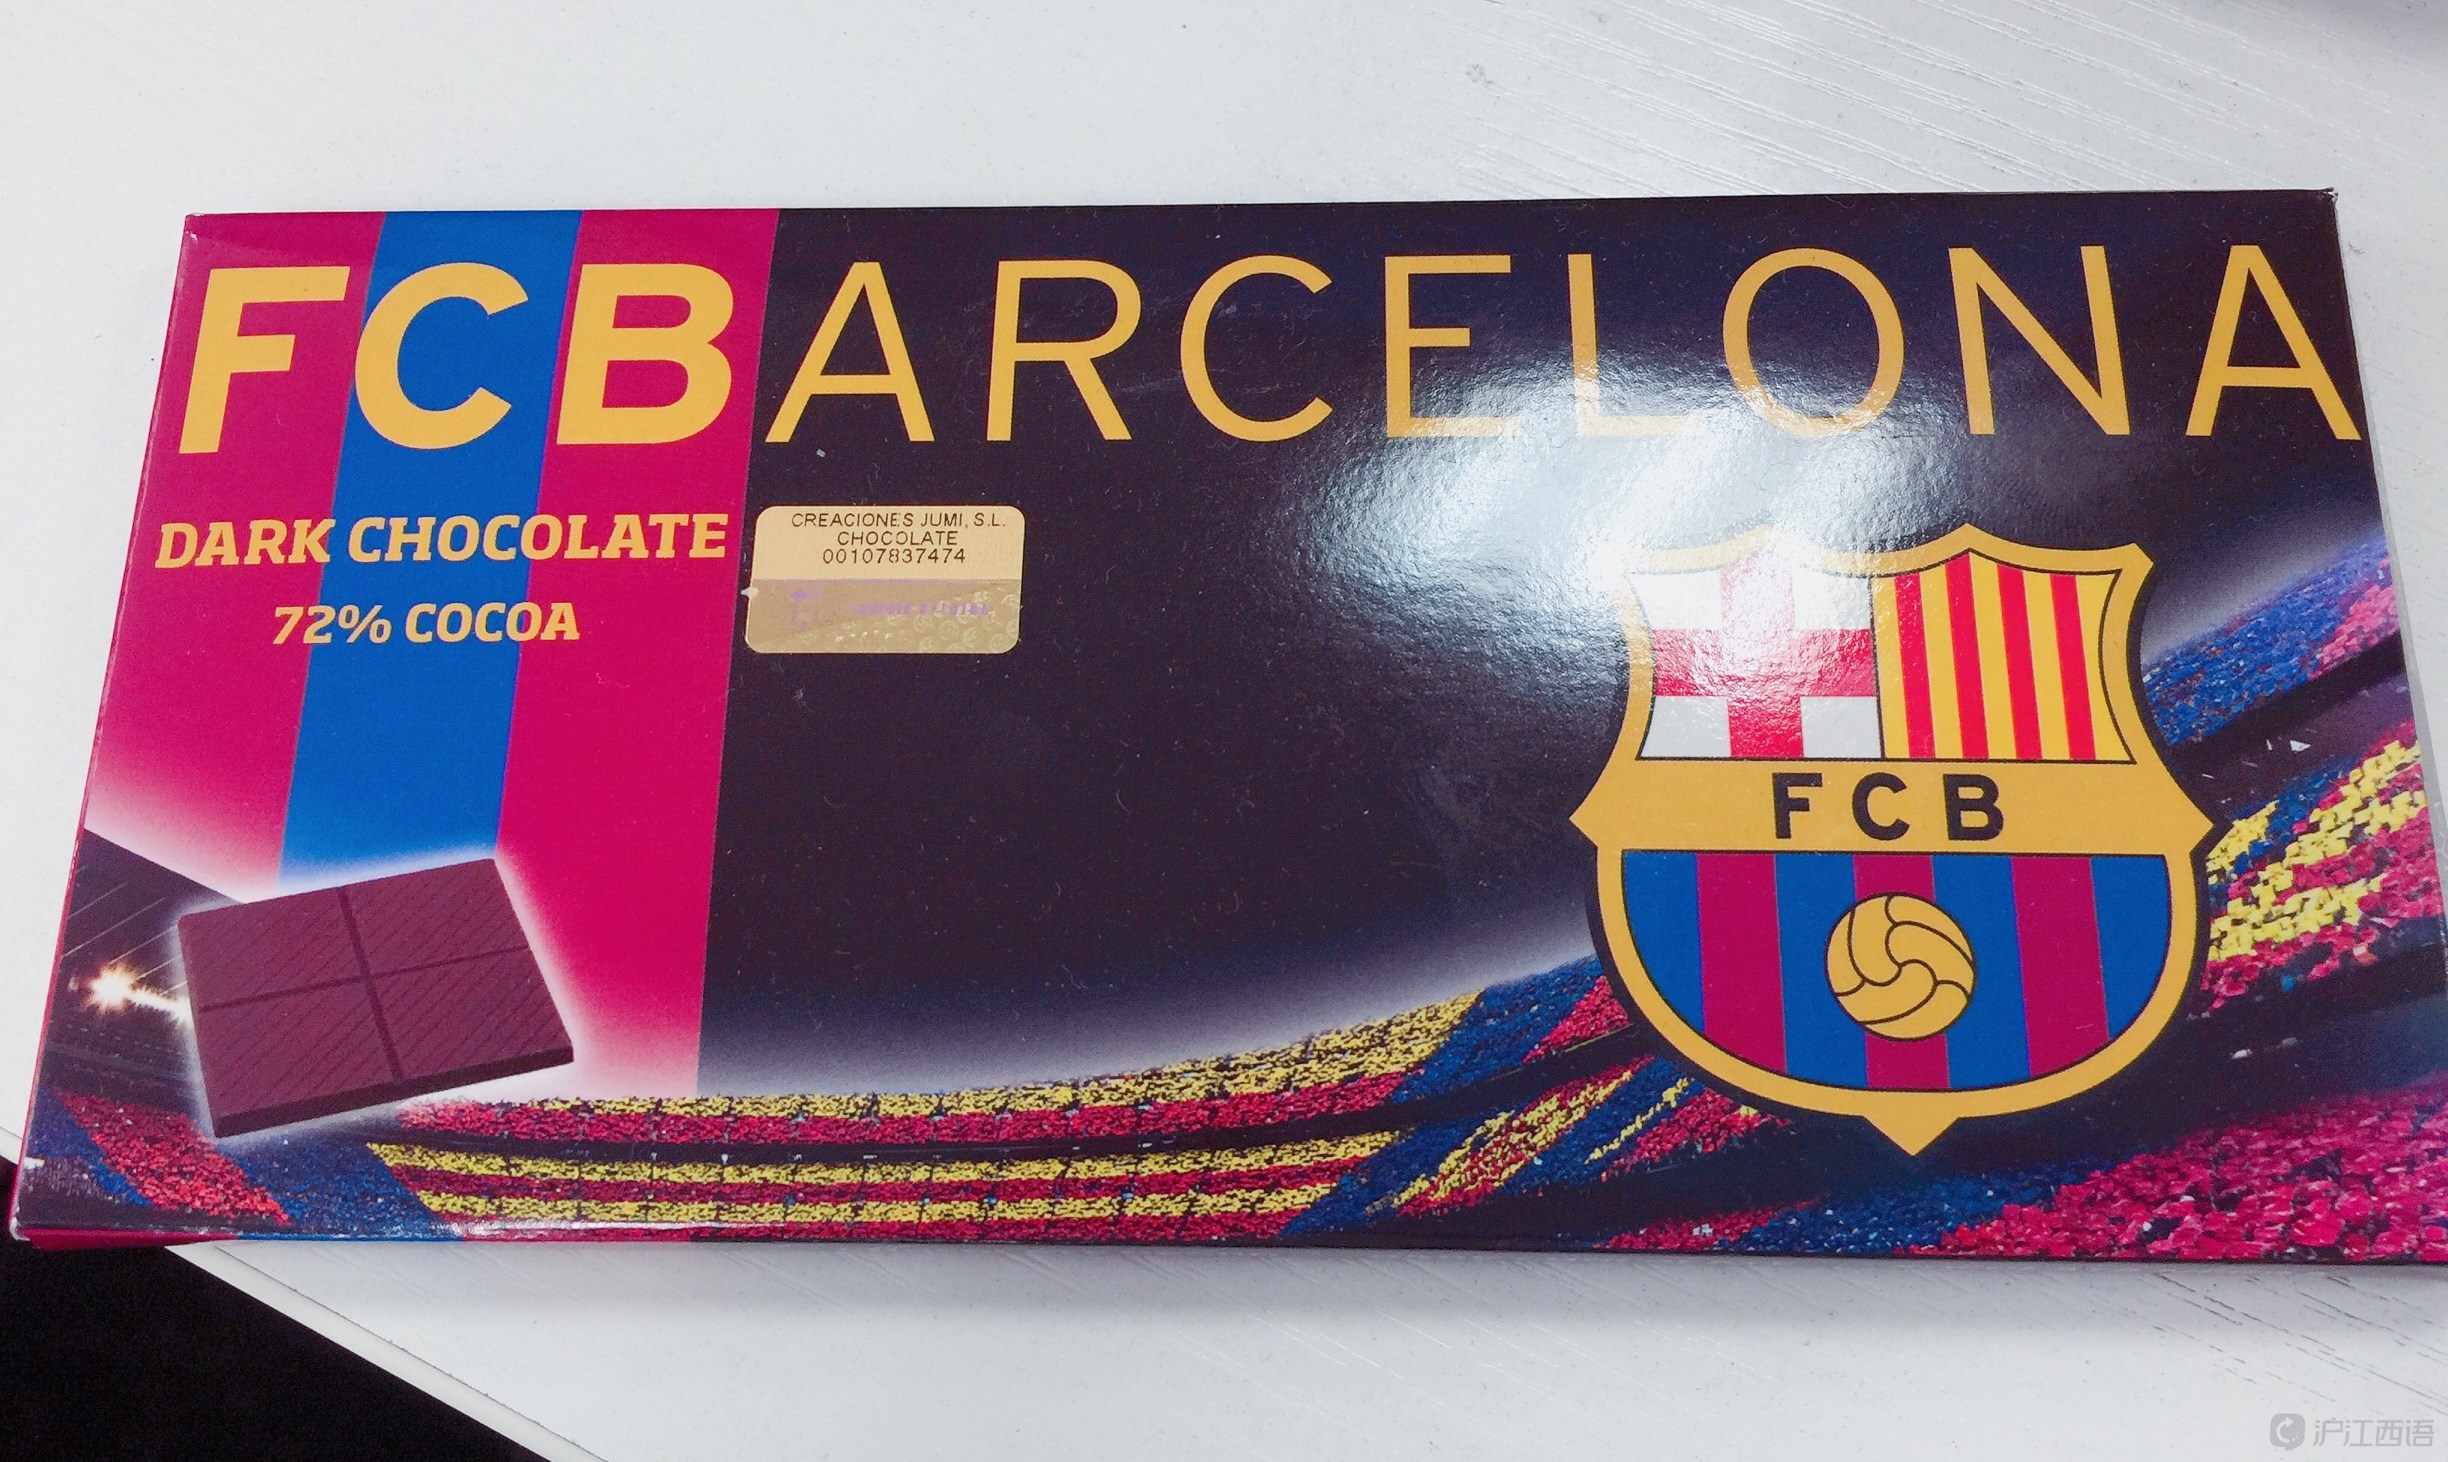 FCBARCELONA
DARK CHOCOLATE
72% COCOA
CREACIONES JUMI, S.L.
CHOCOLATE
00107837474
FCB
沪江西语